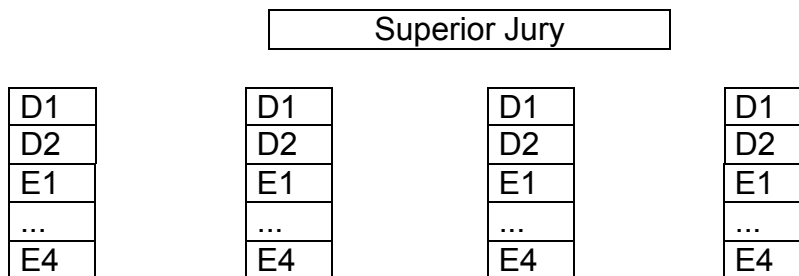 Superior Jury
D1 D1 D1 D1
D2 D2 D2 D2
E1 E1 E1 E1
... ... ... ...
E4 E4 E4 E4